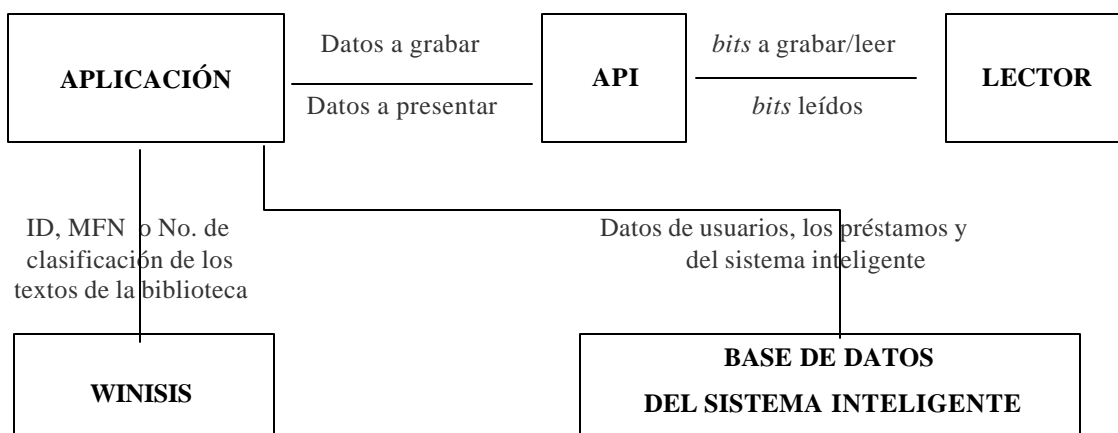 APLICACIÓN
Datos a grabar
Datos a presentar
API
bits a grabar/leer
bits leídos
LECTOR
ID, MFN o No. de
clasificación de los
textos de la biblioteca
Datos de usuarios, los préstamos y
del sistema inteligente
WINISIS
BASE DE DATOS
DEL SISTEMA INTELIGENTE